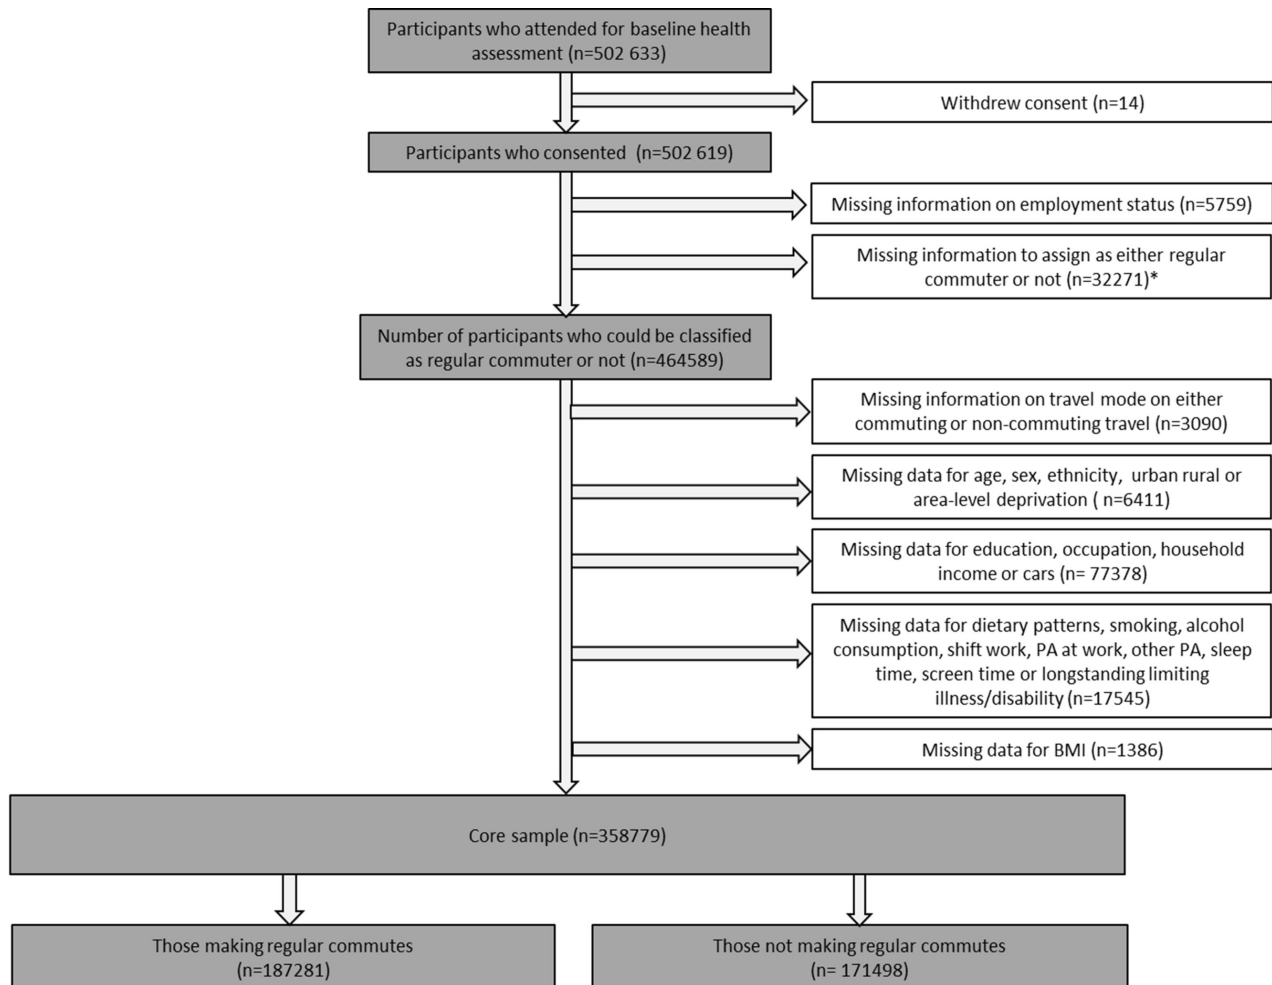 Participants who attended for baseline health
assessment (n=502 633)
Withdrew consent (n=14)
Participants who consented (n=502 619)
Missing information on employment status (n=5759)
Missing information to assign as either regular
commuter or not (n=32271)*
Number of participants who could be classified
as regular commuter or not (n=464589)
Missing information on travel mode on either
commuting or non-commuting travel (n=3090)
Missing data for age, sex, ethnicity, urban rural or
area-level deprivation ( n=6411)
Missing data for education, occupation, household
income or cars (n= 77378)
Missing data for dietary patterns, smoking, alcohol
consumption, shift work, PA at work, other PA, sleep
time, screen time or longstanding limiting
illness/disability (n=17545)
Missing data for BMI (n=1386)
Core sample (n=358779)
Those making regular commutes
(n=187281)
Those not making regular commutes
(n= 171498)